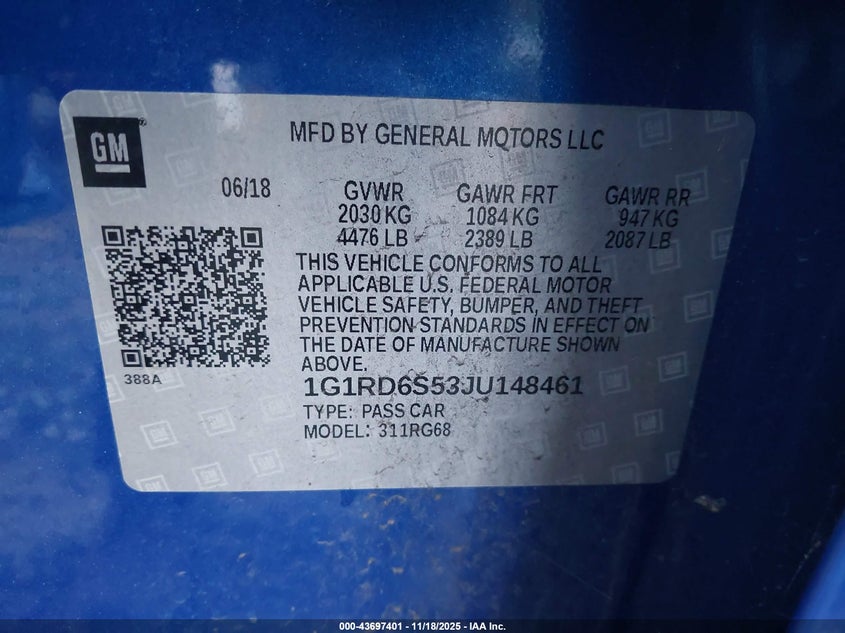 GM
MFD BY GENERAL MOTORS LLC
06/18 GVWR GAWR FRT GAWR RR
2030 KG 1084 KG 947 KG
4476 LB 2389 LB 2087 LB
THIS VEHICLE CONFORMS TO ALL
APPLICABLE U.S. FEDERAL MOTOR
VEHICLE SAFETY, BUMPER, AND THEFT
PREVENTION STANDARDS IN EFFECT ON
THE DATE OF MANUFACTURE SHOWN
ABOVE.
388A
1G1RD6S53JU148461
TYPE: PASS CAR
MODEL: 311RG68
000-43697401 - 11/18/2025 - IAA Inc.